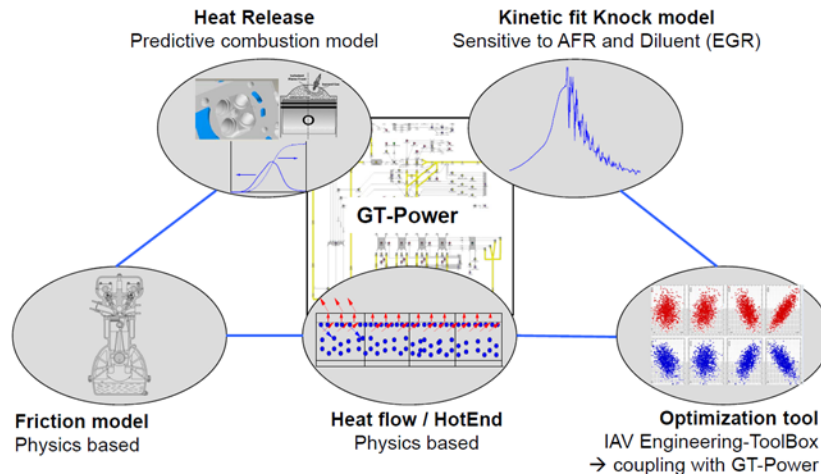 Heat Release
Predictive combustion model
Kinetic fit Knock model
Sensitive to AFR and Diluent (EGR)
GT-Power
Friction model
Physics based
Heat flow / HotEnd
Physics based
Optimization tool
IAV Engineering-ToolBox
→ coupling with GT-Power